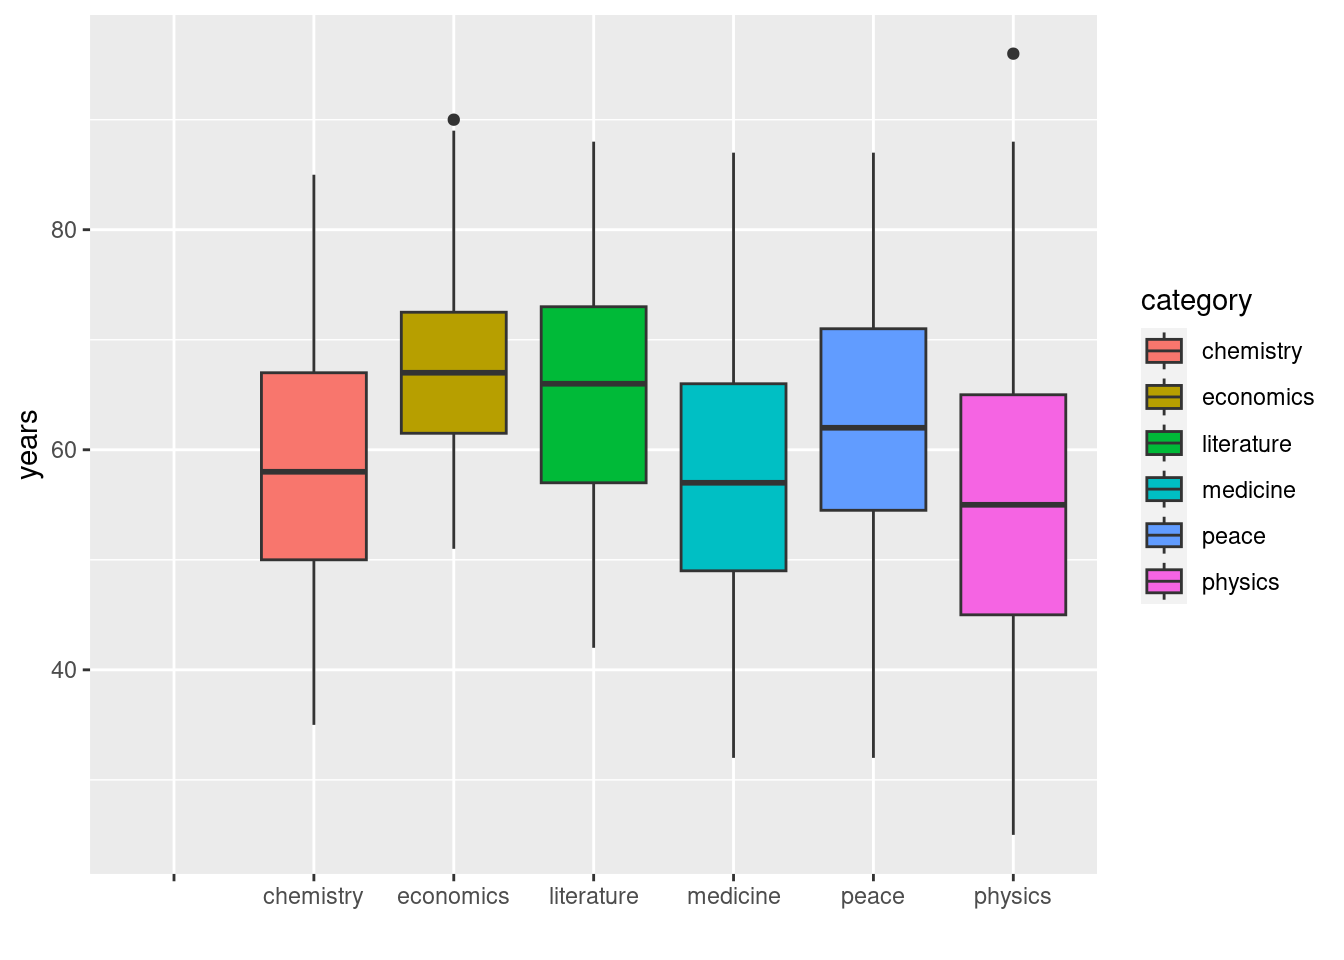 years
80
60
40
chemistry economics literature medicine peace physics
category
chemistry
economics
literature
medicine
peace
physics